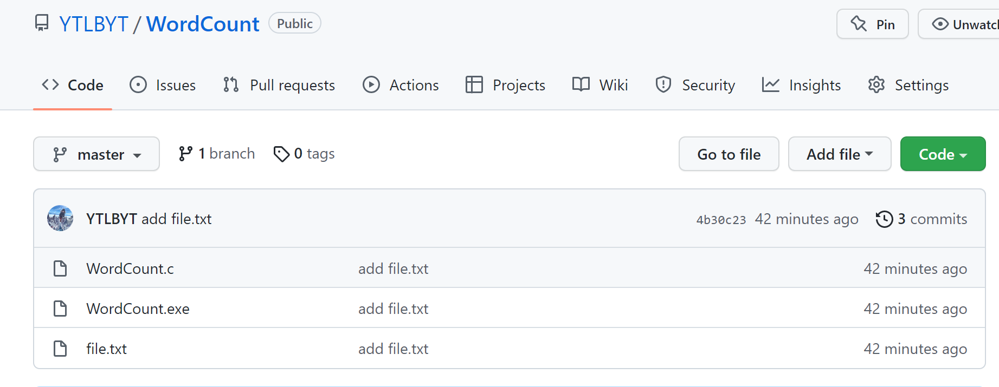 YTLBYT / WordCount Public Pin Unwatch
Code Issues Pull requests Actions Projects Wiki Security Insights Settings
master 1 branch 0 tags Go to file Add file Code
YTLBYT add file.txt 4b30c23 42 minutes ago 3 commits
WordCount.c add file.txt 42 minutes ago
WordCount.exe add file.txt 42 minutes ago
file.txt add file.txt 42 minutes ago